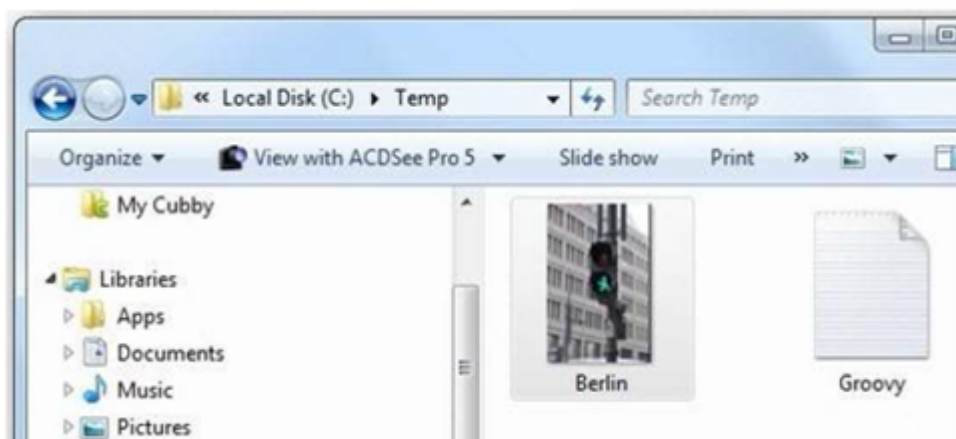 « Local Disk (C:) Temp Search Temp
Organize View with ACDSee Pro 5 Slide show Print »
My Cubby
Libraries
Apps
Documents
Music
Pictures
Berlin Groovy